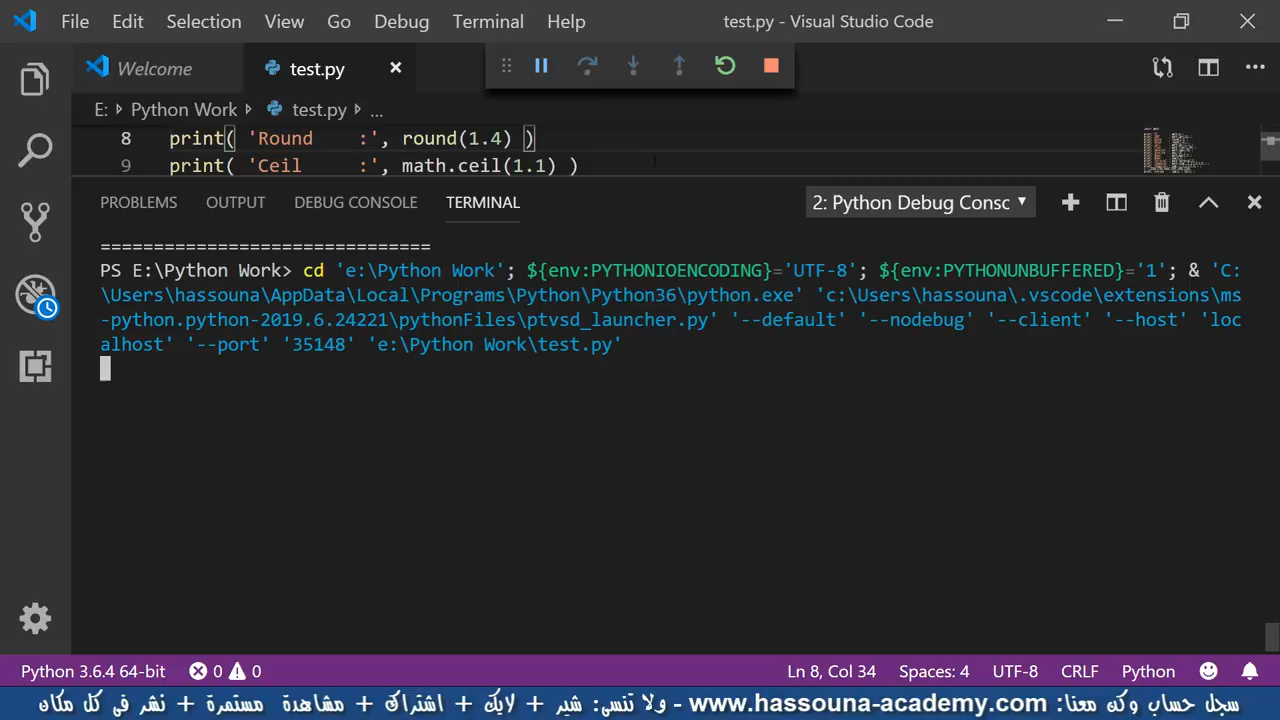 File Edit Selection View Go Debug Terminal Help test.py - Visual Studio Code
Welcome test.py
E: Python Work test.py ...
8 print( 'Round :', round(1.4) )
9 print( 'Ceil :', math.ceil(1.1) )
PROBLEMS OUTPUT DEBUG CONSOLE TERMINAL 2: Python Debug Consc
===============================
PS E:\Python Work> cd 'e:\Python Work'; ${env:PYTHONIOENCODING}='UTF-8'; ${env:PYTHONUNBUFFERED}='1'; & 'C:
\Users\hassouna\AppData\Local\Programs\Python\Python36\python.exe' 'c:\Users\hassouna\.vscode\extensions\ms
-python.python-2019.6.24221\pythonFiles\ptvsd_launcher.py' '--default' '--nodebug' '--client' '--host' 'loc
alhost' '--port' '35148' 'e:\Python Work\test.py'
Python 3.6.4 64-bit 0 0 Ln 8, Col 34 Spaces: 4 UTF-8 CRLF Python
سجل حساب وكن معنا: www.hassouna-academy.com - ولا تنسى: شير + لايك + اشتراك + مشاهدة مستمرة + نشر فى كل مكان